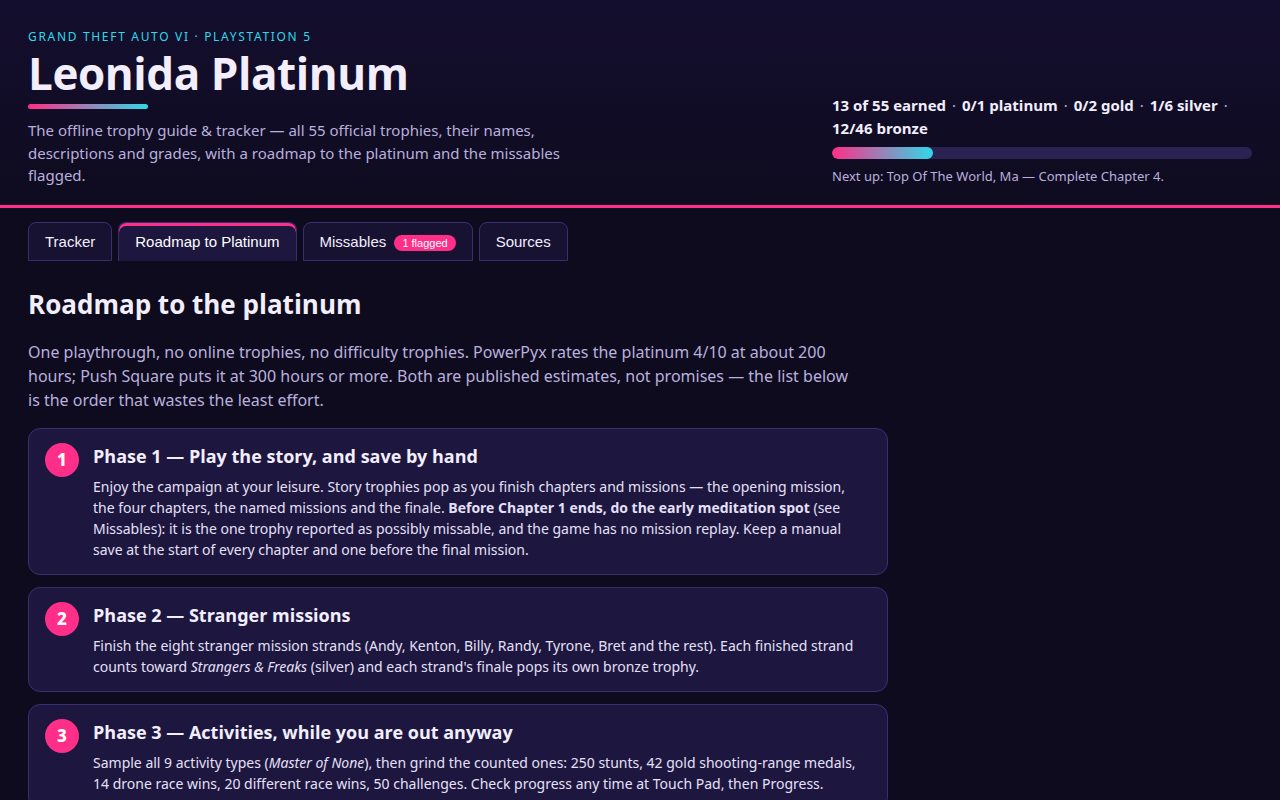 GRAND THEFT AUTO VI · PLAYSTATION 5
Leonida Platinum
The offline trophy guide & tracker — all 55 official trophies, their names,
descriptions and grades, with a roadmap to the platinum and the missables
flagged.
13 of 55 earned · 0/1 platinum · 0/2 gold · 1/6 silver ·
12/46 bronze
Next up: Top Of The World, Ma — Complete Chapter 4.
Tracker
Roadmap to Platinum
Missables 1 flagged
Sources
Roadmap to the platinum
One playthrough, no online trophies, no difficulty trophies. PowerPyx rates the platinum 4/10 at about 200
hours; Push Square puts it at 300 hours or more. Both are published estimates, not promises — the list below
is the order that wastes the least effort.
1
Phase 1 — Play the story, and save by hand
Enjoy the campaign at your leisure. Story trophies pop as you finish chapters and missions — the opening mission,
the four chapters, the named missions and the finale. Before Chapter 1 ends, do the early meditation spot (see
Missables): it is the one trophy reported as possibly missable, and the game has no mission replay. Keep a manual
save at the start of every chapter and one before the final mission.
2
Phase 2 — Stranger missions
Finish the eight stranger mission strands (Andy, Kenton, Billy, Randy, Tyrone, Bret and the rest). Each finished strand
counts toward Strangers & Freaks (silver) and each strand's finale pops its own bronze trophy.
3
Phase 3 — Activities, while you are out anyway
Sample all 9 activity types (Master of None), then grind the counted ones: 250 stunts, 42 gold shooting-range medals,
14 drone race wins, 20 different race wins, 50 challenges. Check progress any time at Touch Pad, then Progress.